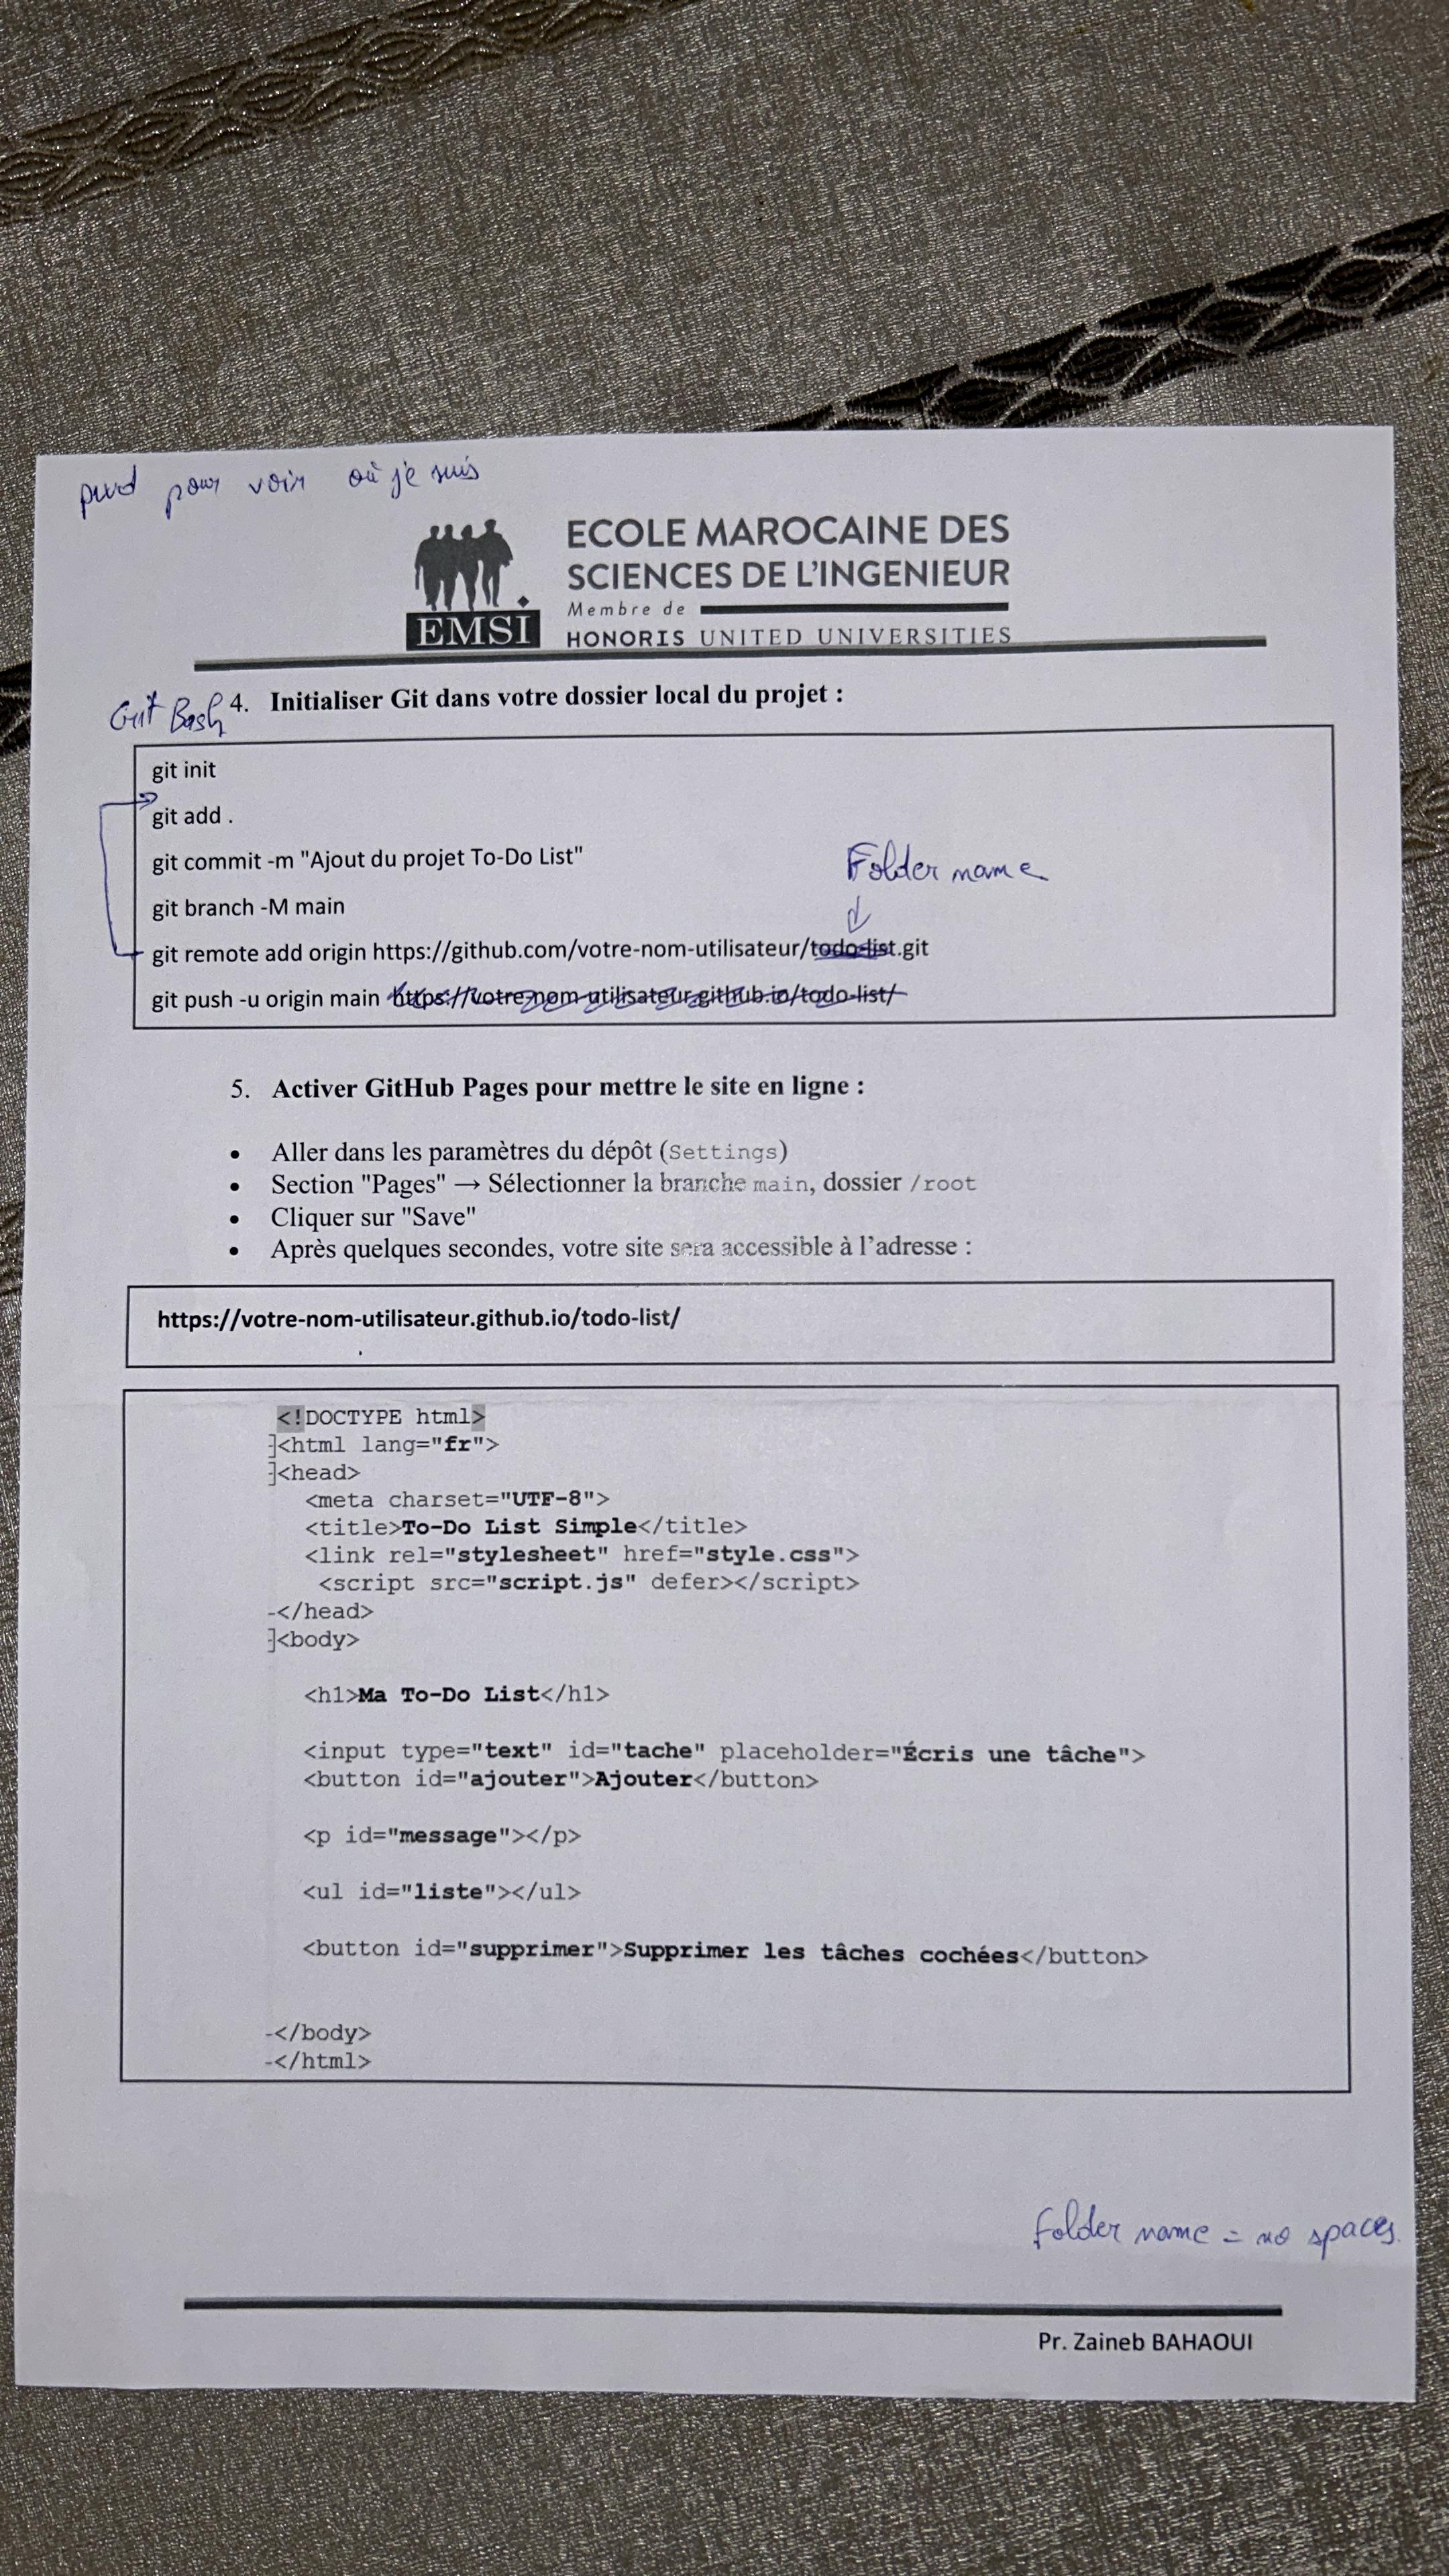 pwd pour voir où je suis
ECOLE MAROCAINE DES
SCIENCES DE L'INGENIEUR
Membre de
EMSI
HONORIS UNITED UNIVERSITIES
Git Bash
4. Initialiser Git dans votre dossier local du projet :
git init
git add .
git commit -m "Ajout du projet To-Do List"
Folder name
git branch -M main
git remote add origin https://github.com/votre-nom-utilisateur/todo-list.git
git push -u origin main https://votre-nom-utilisateur.github.io/todo-list/
5. Activer GitHub Pages pour mettre le site en ligne :
• Aller dans les paramètres du dépôt (Settings)
• Section "Pages" → Sélectionner la branche main, dossier /root
• Cliquer sur "Save"
• Après quelques secondes, votre site sera accessible à l'adresse :
https://votre-nom-utilisateur.github.io/todo-list/
<!DOCTYPE html>
<html lang="fr">
<head>
<meta charset="UTF-8">
<title>To-Do List Simple</title>
<link rel="stylesheet" href="style.css">
<script src="script.js" defer></script>
-</head>
<body>
<h1>Ma To-Do List</h1>
<input type="text" id="tache" placeholder="Écris une tâche">
<button id="ajouter">Ajouter</button>
<p id="message"></p>
<ul id="liste"></ul>
<button id="supprimer">Supprimer les tâches cochées</button>
-</body>
-</html>
Folder name = no spaces.
Pr. Zaineb BAHAOUI